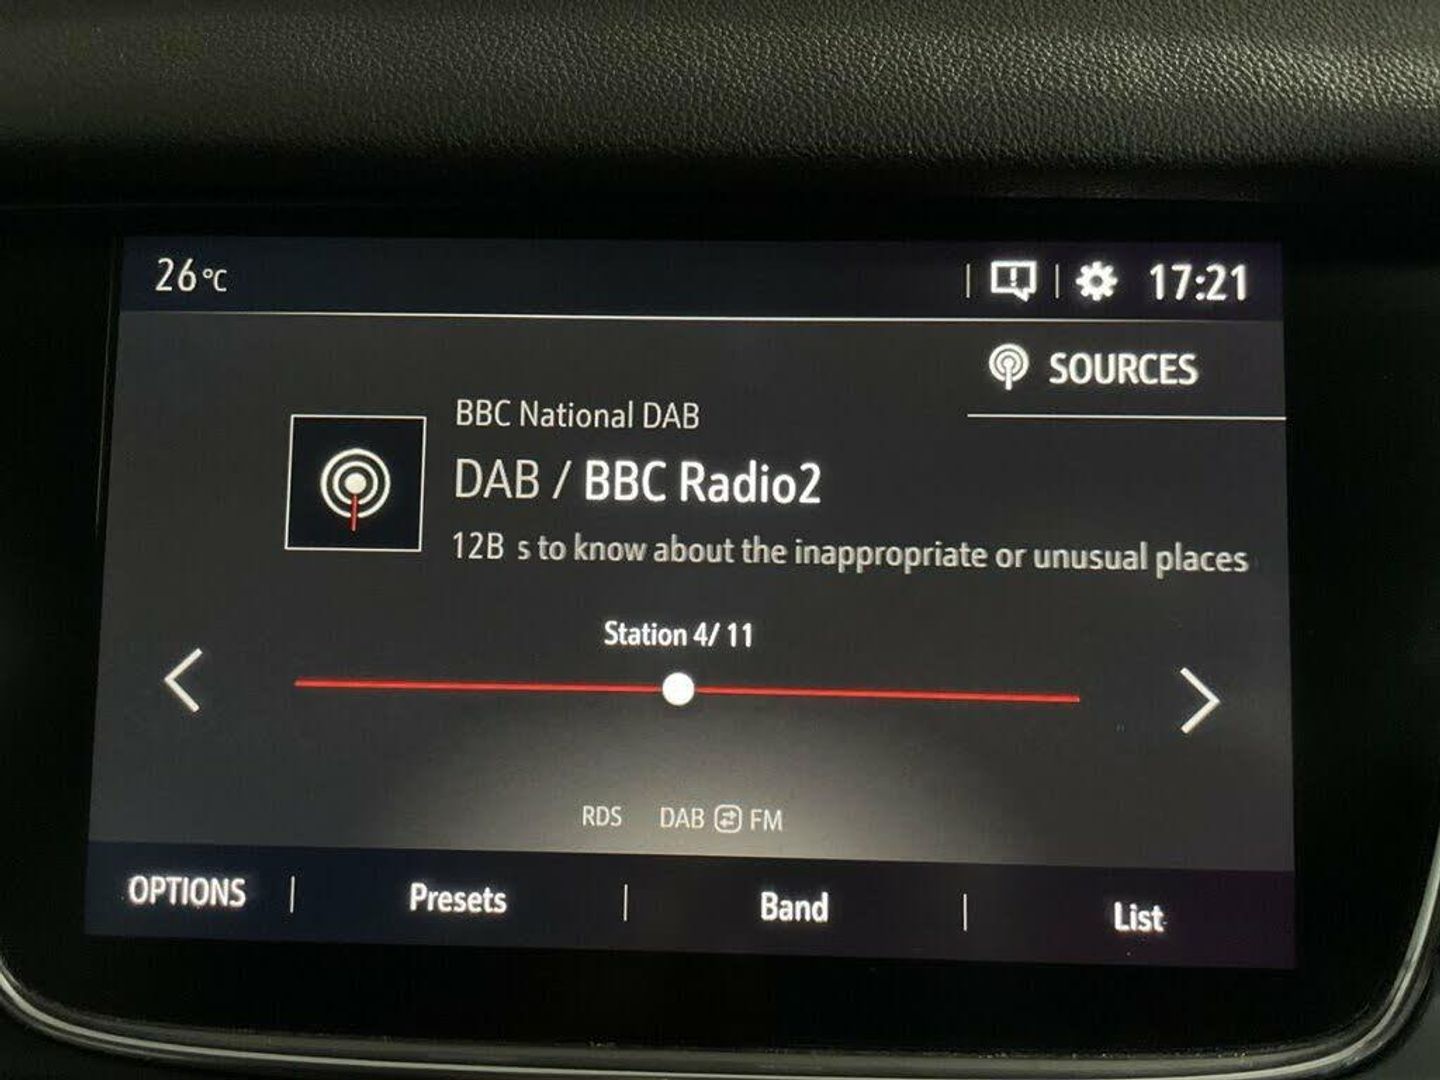 26°C
17:21
SOURCES
BBC National DAB
DAB / BBC Radio2
12B s to know about the inappropriate or unusual places
Station 4/ 11
RDS DAB FM
OPTIONS | Presets | Band | List